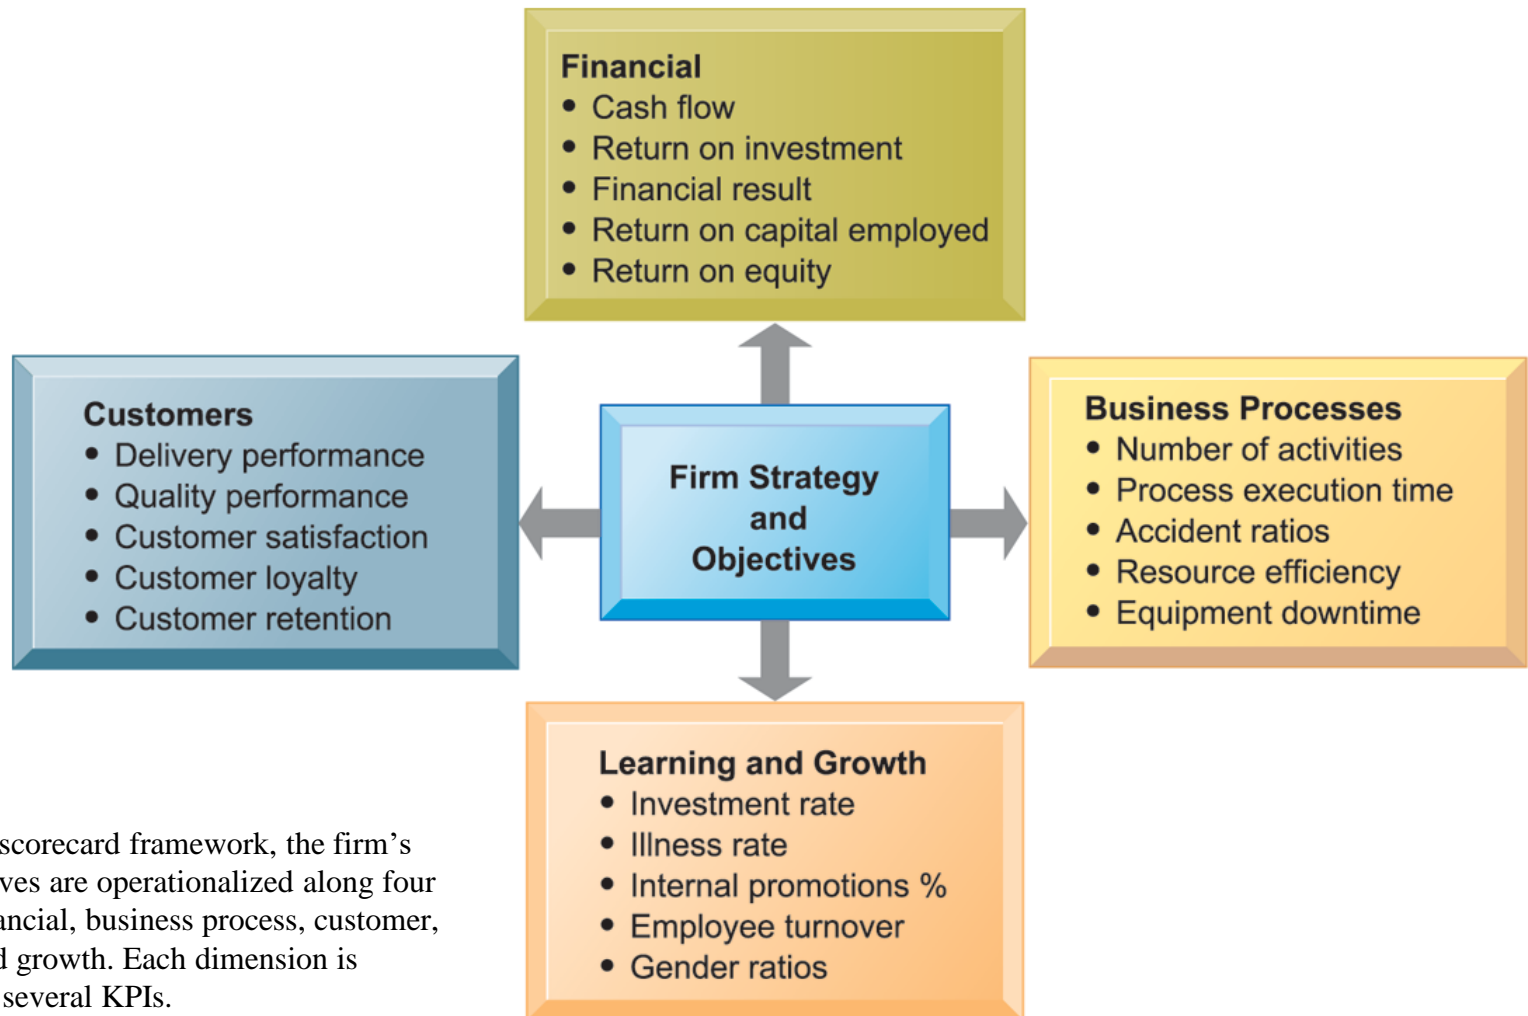 Financial
• Cash flow
• Return on investment
• Financial result
• Return on capital employed
• Return on equity
Customers
• Delivery performance
• Quality performance
• Customer satisfaction
• Customer loyalty
• Customer retention
Firm Strategy
and
Objectives
Business Processes
• Number of activities
• Process execution time
• Accident ratios
• Resource efficiency
• Equipment downtime
Learning and Growth
• Investment rate
• Illness rate
• Internal promotions %
• Employee turnover
• Gender ratios
scorecard framework, the firm’s
ves are operationalized along four
ancial, business process, customer,
d growth. Each dimension is
several KPIs.